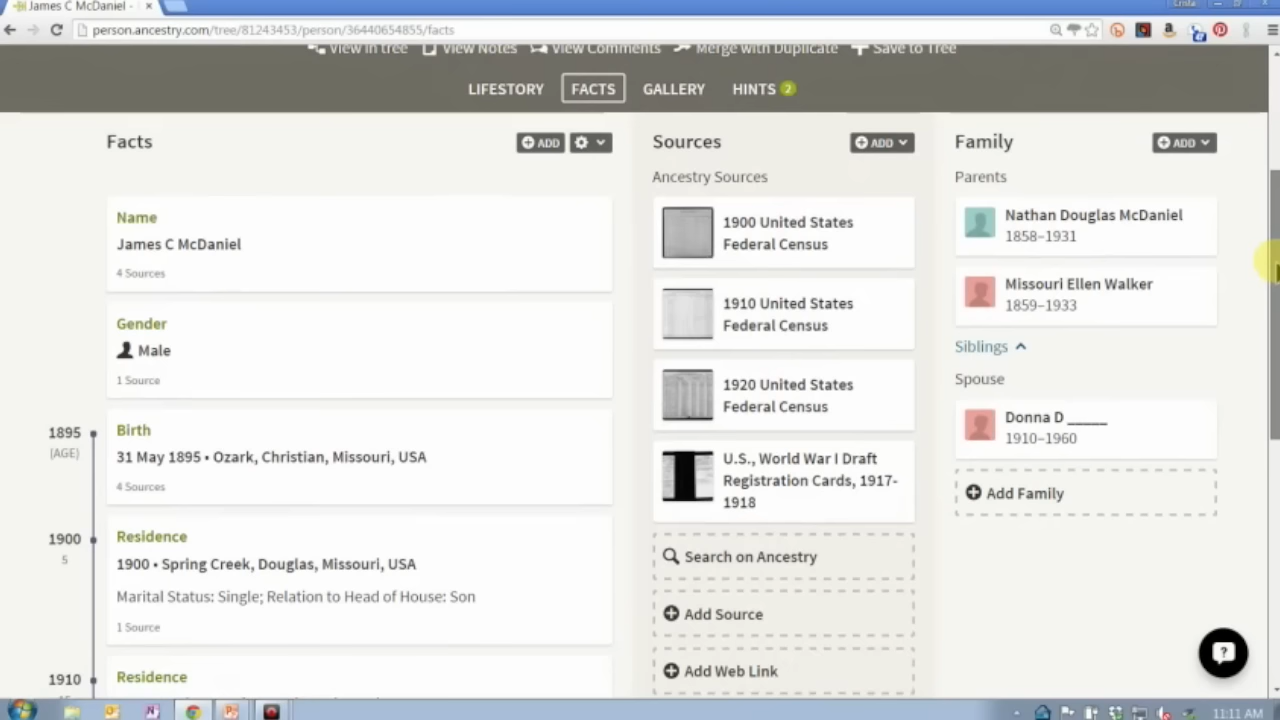 James C McDaniel -
Crista
person.ancestry.com/tree/81243453/person/36440654855/facts
View in tree View Notes View Comments Merge with Duplicate Save to Tree
LIFESTORY FACTS GALLERY HINTS 2
Facts
ADD
Name
James C McDaniel
4 Sources
Gender
Male
1 Source
1895
(AGE)
Birth
31 May 1895 • Ozark, Christian, Missouri, USA
4 Sources
1900
5
Residence
1900 • Spring Creek, Douglas, Missouri, USA
Marital Status: Single; Relation to Head of House: Son
1 Source
1910
Residence
Sources
ADD
Ancestry Sources
1900 United States
Federal Census
1910 United States
Federal Census
1920 United States
Federal Census
U.S., World War I Draft
Registration Cards, 1917-
1918
Search on Ancestry
Add Source
Add Web Link
Family
ADD
Parents
Nathan Douglas McDaniel
1858–1931
Missouri Ellen Walker
1859–1933
Siblings
Spouse
Donna D _____
1910–1960
Add Family
11:11 AM